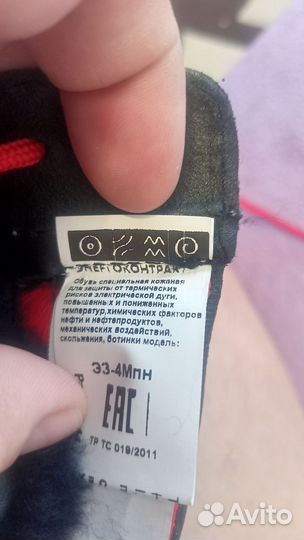 ЭНЕРГОКОНТРАКТ
Обувь специальная кожаная
для защиты от термических
рисков электрической дуги,
повышенных и пониженных
температур, химических факторов
нефти и нефтепродуктов,
механических воздействий,
скольжения, ботинки модель:
ЭЗ-4Мпн
ЕАС
ТР ТС 019/2011
Avito